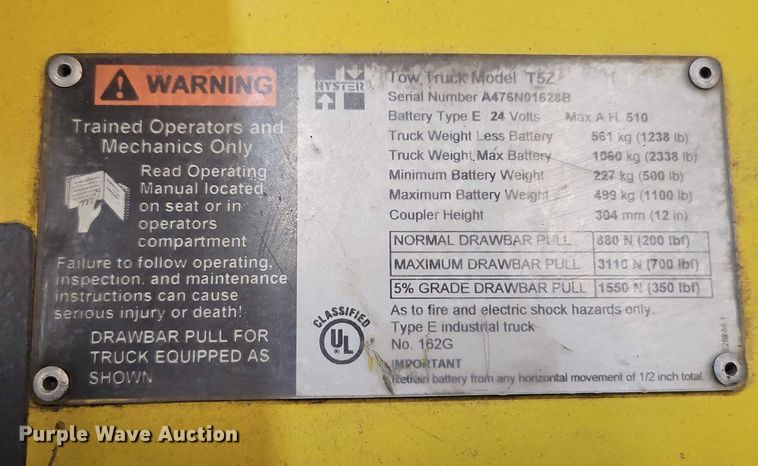 WARNING
Trained Operators and
Mechanics Only
Read Operating
Manual located
on seat or in
operators
compartment
Failure to follow operating,
inspection, and maintenance
instructions can cause
serious injury or death!
DRAWBAR PULL FOR
TRUCK EQUIPPED AS
SHOWN
HYSTER
Tow Truck Model T5Z
Serial Number A476N01628B
Battery Type E 24 Volts Max A.H. 510
Truck Weight Less Battery 561 kg (1238 lb)
Truck Weight Max Battery 1060 kg (2338 lb)
Minimum Battery Weight 227 kg (500 lb)
Maximum Battery Weight 499 kg (1100 lb)
Coupler Height 304 mm (12 in)
NORMAL DRAWBAR PULL 880 N (200 lbf)
MAXIMUM DRAWBAR PULL 3110 N (700 lbf)
5% GRADE DRAWBAR PULL 1550 N (350 lbf)
CLASSIFIED
UL
As to fire and electric shock hazards only.
Type E industrial truck
No. 162G
IMPORTANT
Retrain battery from any horizontal movement of 1/2 inch total.
Purple Wave Auction